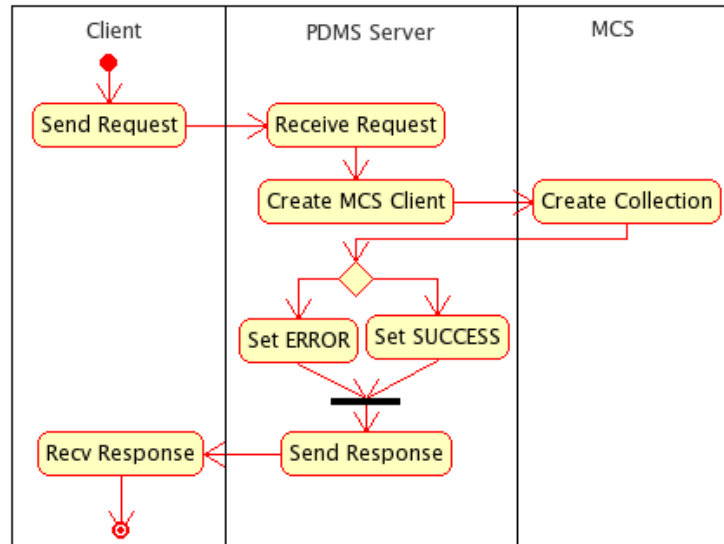 Client
PDMS Server
MCS
Send Request
Receive Request
Create MCS Client
Create Collection
Set ERROR
Set SUCCESS
Recv Response
Send Response